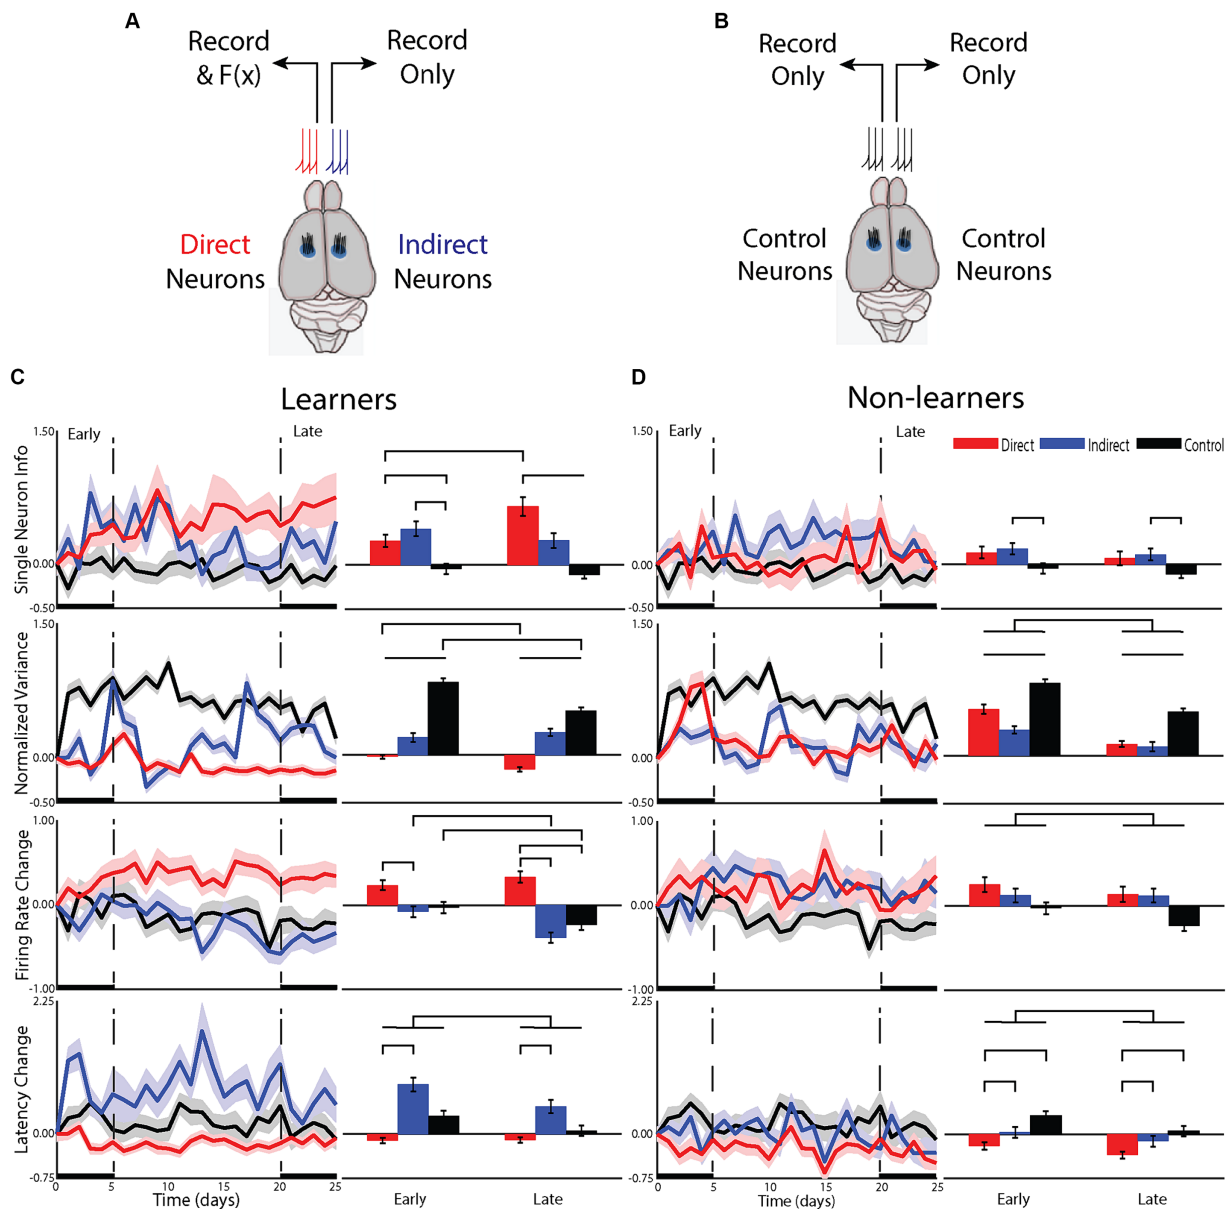 A
Record
& F(x)
Record
Only
Direct
Neurons
Indirect
Neurons
B
Record
Only
Record
Only
Control
Neurons
Control
Neurons
C
Learners
Early
Late
1.50
0.00
-0.50
Single Neuron Info
1.50
0.00
-0.50
Normalized Variance
1.00
0.00
-1.00
Firing Rate Change
2.25
0.00
-0.75
Latency Change
0
5
10
15
20
25
Time (days)
Early
Late
D
Non-learners
Early
Late
Direct
Indirect
Control
1.50
0.00
-0.50
1.50
0.00
-0.50
1.00
0.00
-1.00
2.25
0.00
-0.75
0
5
10
15
20
25
Time (days)
Early
Late